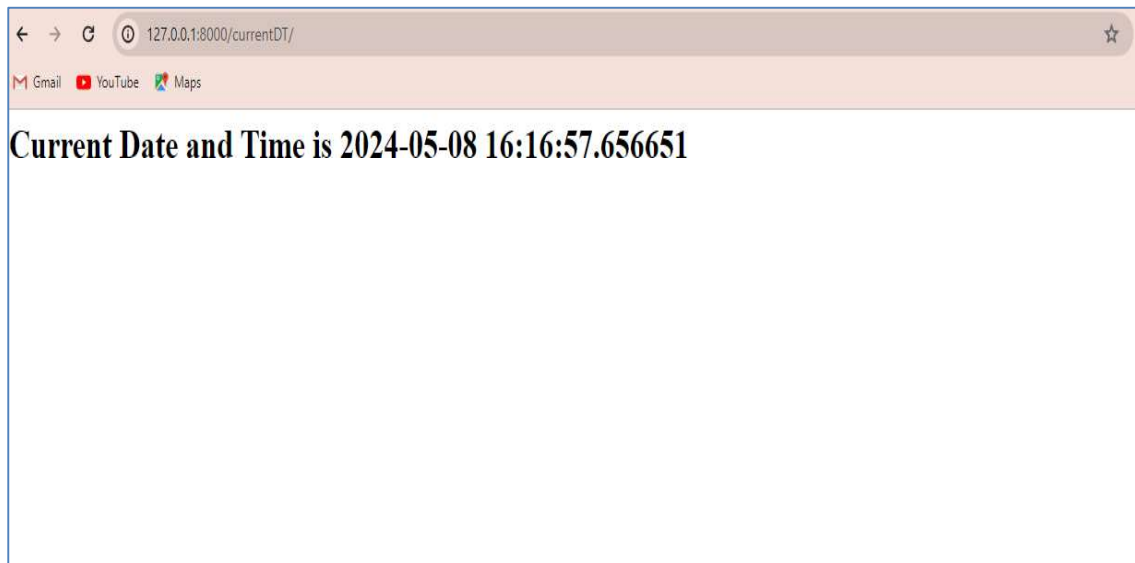 127.0.0.1:8000/currentDT/
Gmail YouTube Maps
Current Date and Time is 2024-05-08 16:16:57.656651